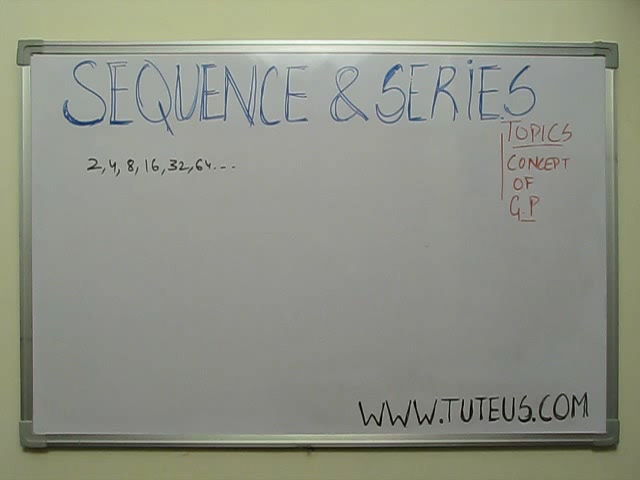 SEQUENCE & SERIES
TOPICS
CONCEPT
OF
G.P
2,4,8,16,32,64...
WWW.TUTEUS.COM